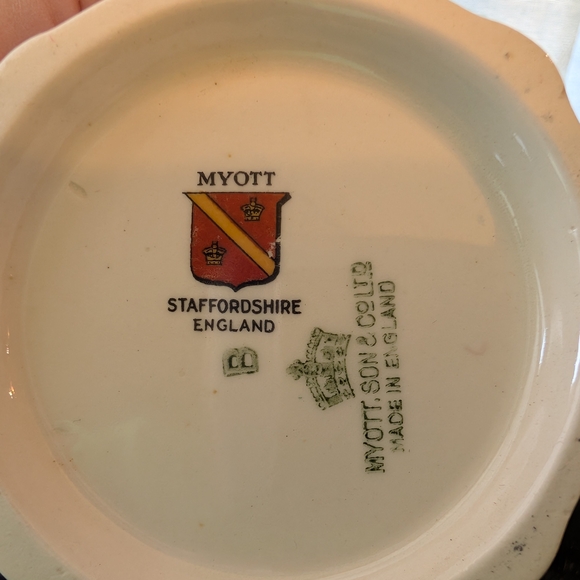 MYOTT
STAFFORDSHIRE
ENGLAND
B
MYOTT, SON & CO LTD
MADE IN ENGLAND